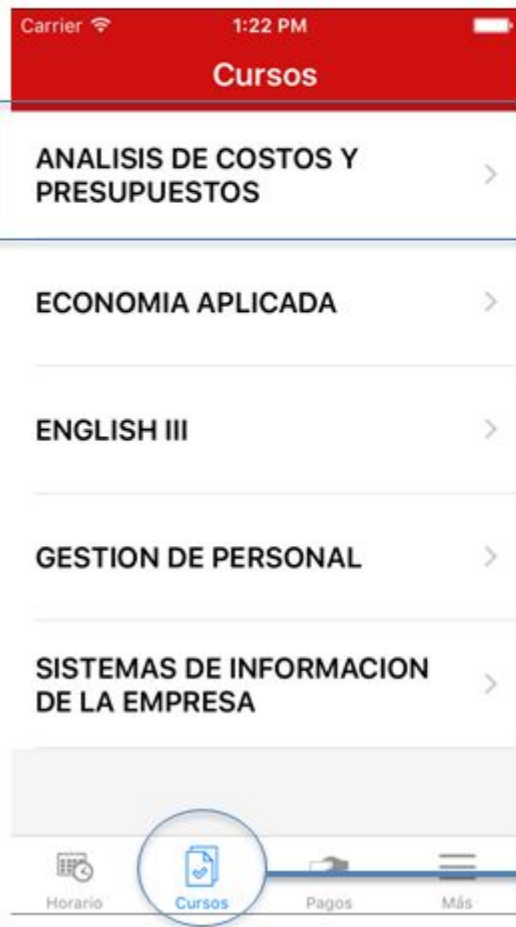 Carrier 1:22 PM
Cursos
ANALISIS DE COSTOS Y
PRESUPUESTOS
ECONOMIA APLICADA
ENGLISH III
GESTION DE PERSONAL
SISTEMAS DE INFORMACION
DE LA EMPRESA
Horario Cursos Pagos Más